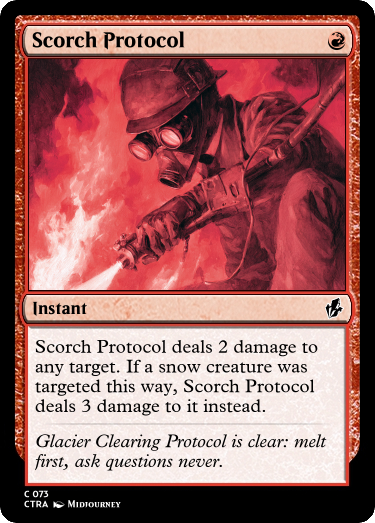 Scorch Protocol
Instant
Scorch Protocol deals 2 damage to
any target. If a snow creature was
targeted this way, Scorch Protocol
deals 3 damage to it instead.
Glacier Clearing Protocol is clear: melt
first, ask questions never.
C 073
CTRA Midjourney